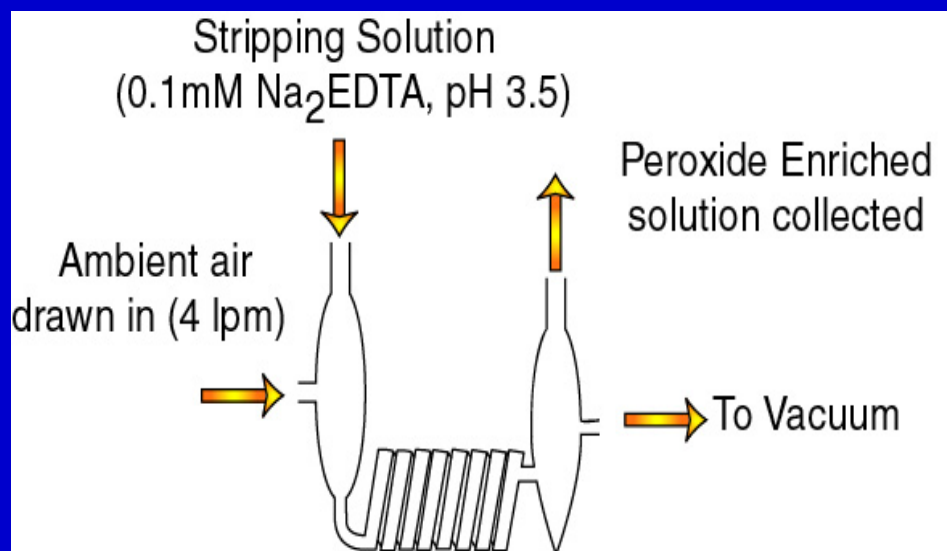 Stripping Solution
(0.1mM Na₂EDTA, pH 3.5)
Peroxide Enriched
solution collected
Ambient air
drawn in (4 lpm)
To Vacuum